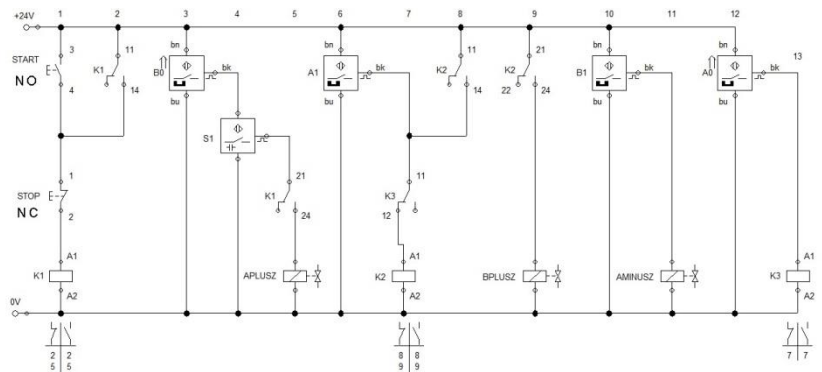 1 2 3 4 5 6 7 8 9 10 11 12
+24V
3 11 bn bn 11 21 bn bn 13
START K1 B0 bk A1 bk K2 K2 B1 bk A0 bk
NO
4 14 bu bu 14 22 24 bu bu
S1
1 21 11
STOP K1 K3
NC
2 24 12
A1 A1 A1
K1 APLUSZ K2 BPLUSZ AMINUSZ K3
A2 A2 A2
0V
2 2 8 8 7 7
5 5 9 9